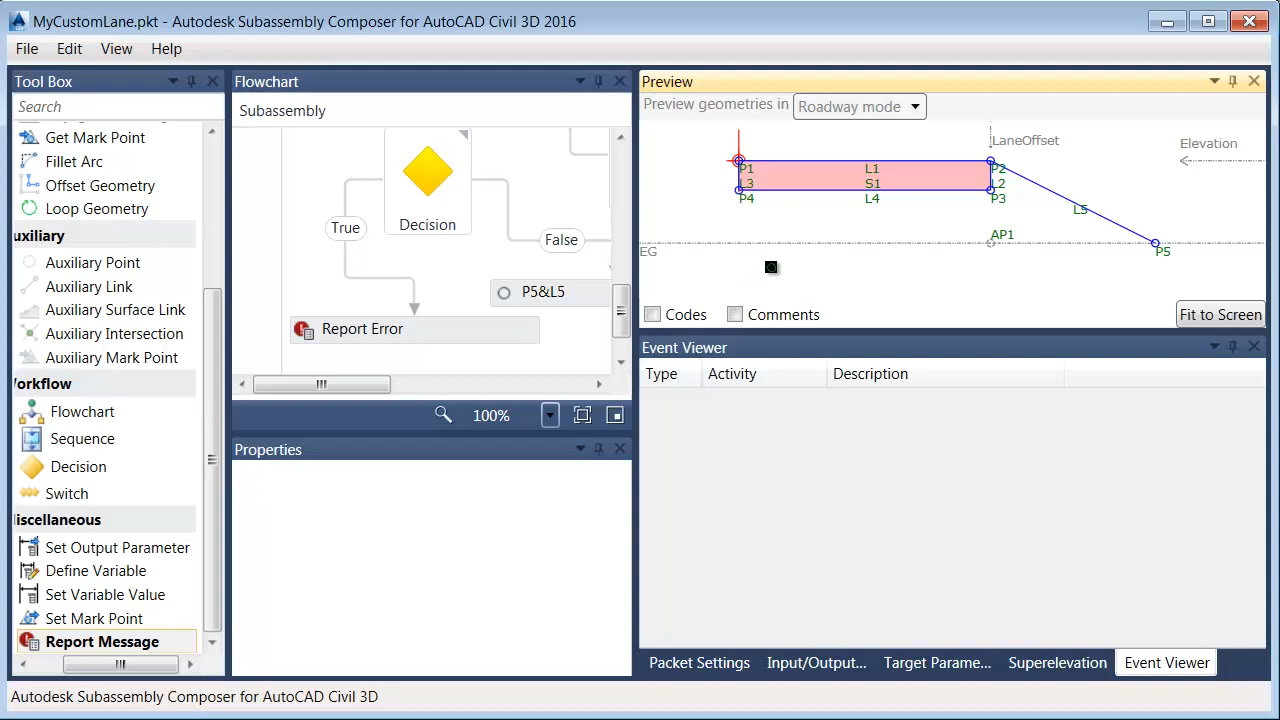 MyCustomLane.pkt - Autodesk Subassembly Composer for AutoCAD Civil 3D 2016
File Edit View Help
Tool Box
Search
Get Mark Point
Fillet Arc
Offset Geometry
Loop Geometry
uxiliary
Auxiliary Point
Auxiliary Link
Auxiliary Surface Link
Auxiliary Intersection
Auxiliary Mark Point
Vorkflow
Flowchart
Sequence
Decision
Switch
liscellaneous
Set Output Parameter
Define Variable
Set Variable Value
Set Mark Point
Report Message
Flowchart
Subassembly
Decision
True
False
P5&L5
Report Error
100%
Properties
Preview
Preview geometries in Roadway mode
LaneOffset
Elevation
P1 L1 P2
L3 S1 L2
P4 L4 P3
L5
AP1
EG
P5
Codes Comments Fit to Screen
Event Viewer
Type Activity Description
Packet Settings Input/Output... Target Parame... Superelevation Event Viewer
Autodesk Subassembly Composer for AutoCAD Civil 3D